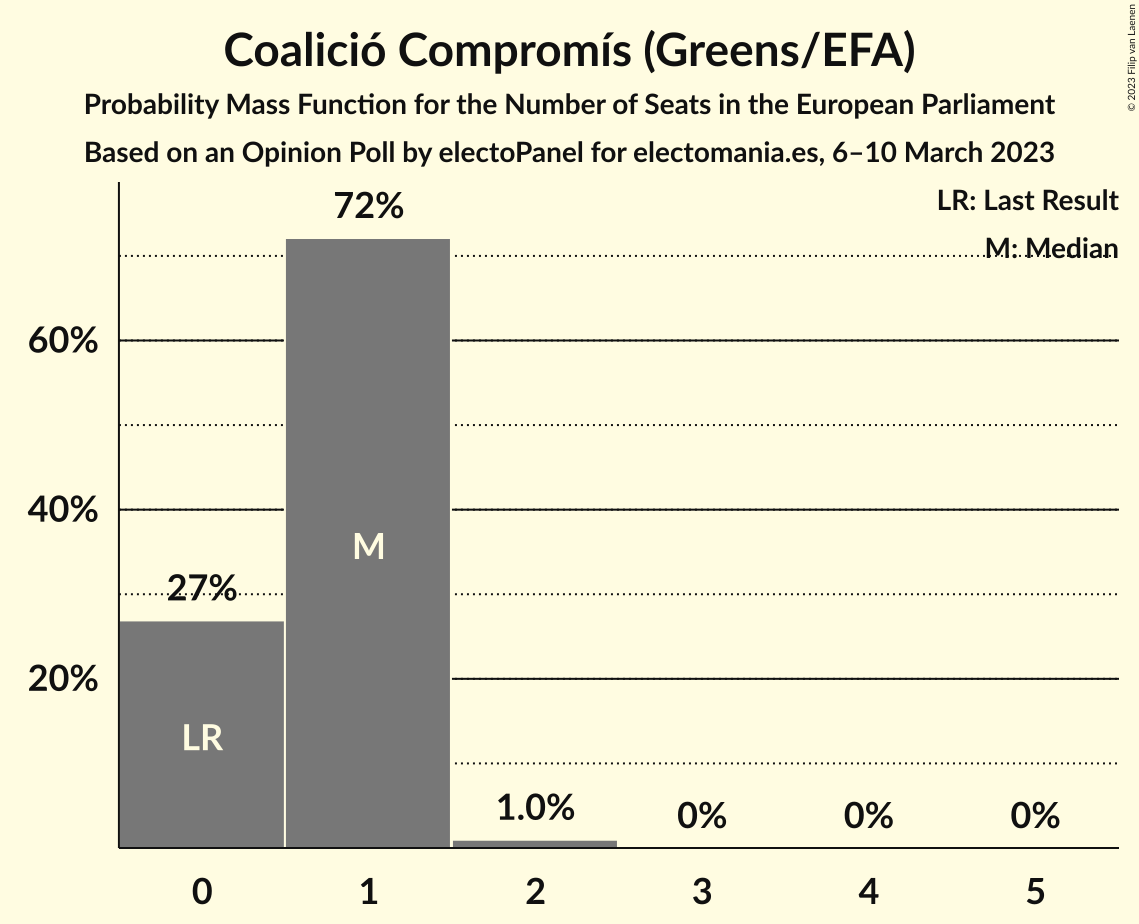 Coalició Compromís (Greens/EFA)
Probability Mass Function for the Number of Seats in the European Parliament
Based on an Opinion Poll by electoPanel for electomania.es, 6–10 March 2023
© 2023 Filip van Laenen
LR: Last Result
M: Median
72%
60%
40%
M
27%
20%
LR
1.0%
0%
0%
0%
0
1
2
3
4
5